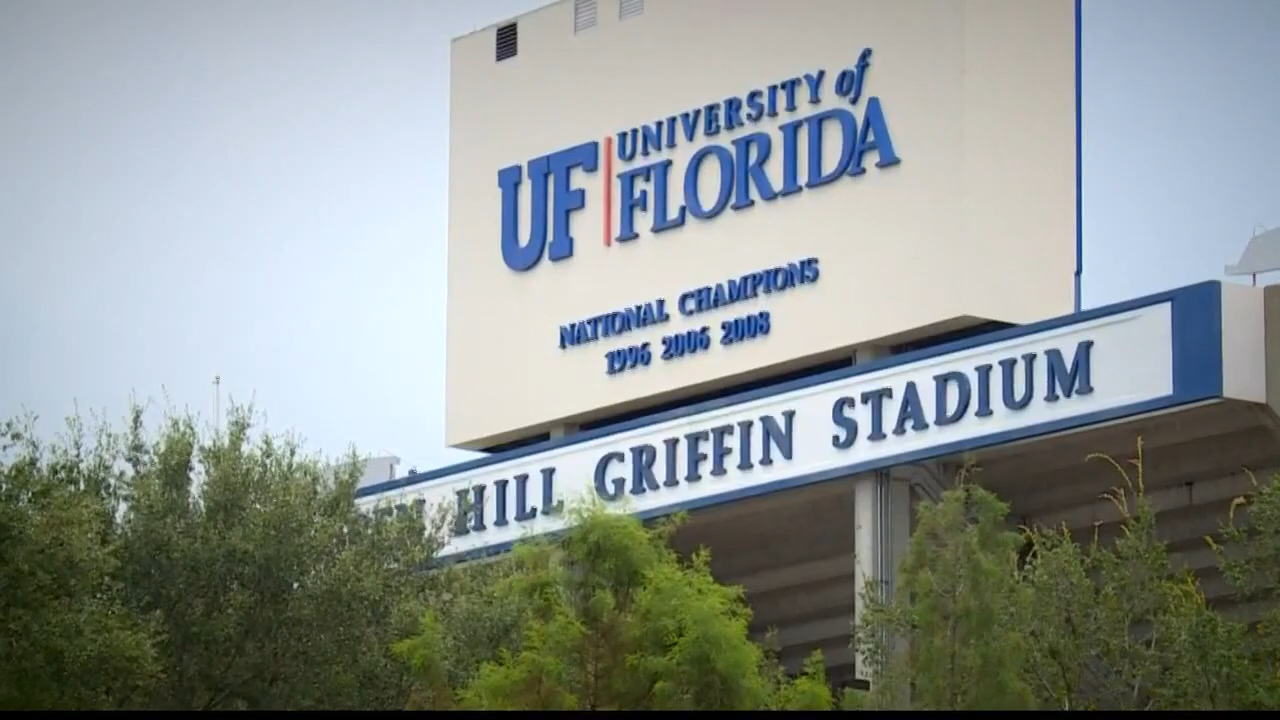 UF UNIVERSITY of
FLORIDA
NATIONAL CHAMPIONS
1996 2006 2008
HILL GRIFFIN STADIUM